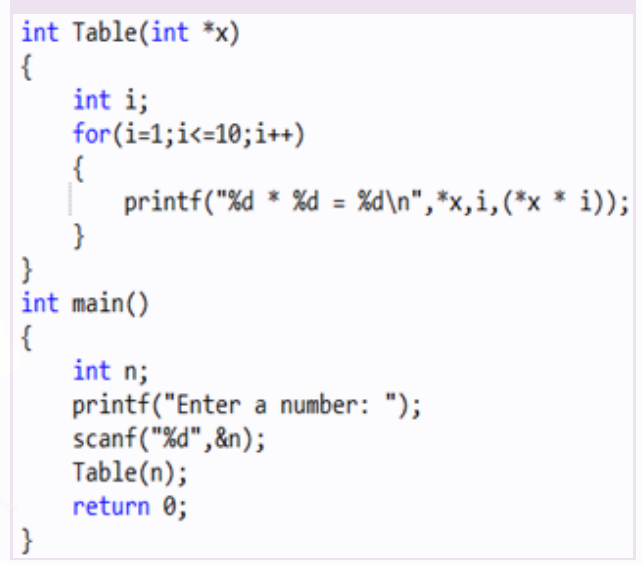 int Table(int *x)
{
    int i;
    for(i=1;i<=10;i++)
    {
        printf("%d * %d = %d\n",*x,i,(*x * i));
    }
}
int main()
{
    int n;
    printf("Enter a number: ");
    scanf("%d",&n);
    Table(n);
    return 0;
}